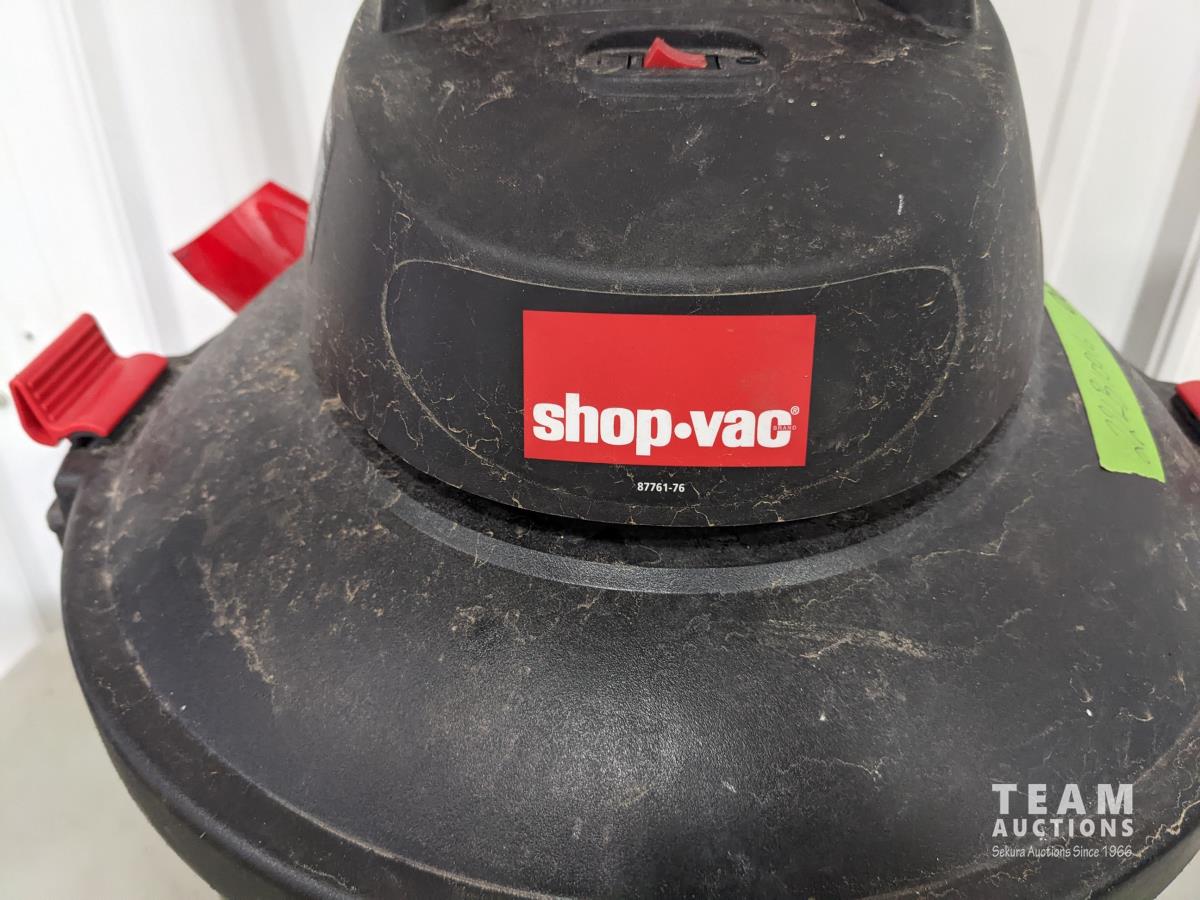 shop•vac®
BRAND
87761-76
TEAM
AUCTIONS
Sekura Auctions Since 1966